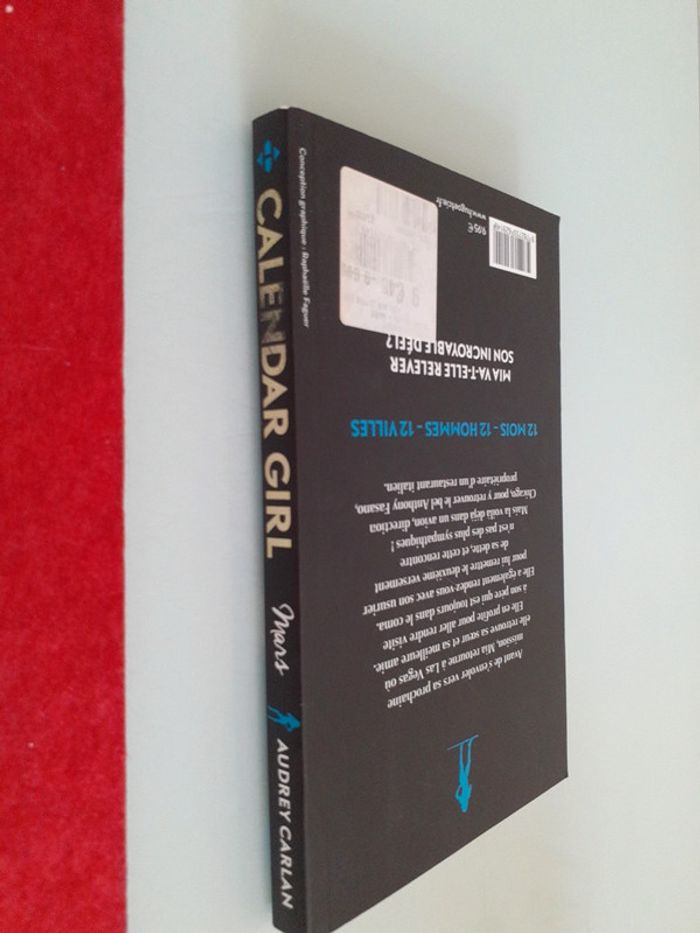 CALENDAR GIRL
Mars
AUDREY CARLAN
Avant de s'envoler vers sa prochaine
mission, Mia retourne à Las Vegas où
elle retrouve sa sœur et sa meilleure amie.
Elle en profite pour aller rendre visite
à son père qui est toujours dans le coma.
Elle a également rendez-vous avec son usurier
pour lui remettre le deuxième versement
de sa dette, et cette rencontre
n'est pas des plus sympathiques !
Mais la voilà déjà dans un avion, direction
Chicago, pour y retrouver le bel Anthony Fasano,
propriétaire d'un restaurant italien.
12 MOIS - 12 HOMMES - 12 VILLES
MIA VA-T-ELLE RELEVER
SON INCROYABLE DÉFI ?
9,95 €
www.hugoetcie.fr
Conception graphique : Raphaëlle Faguer